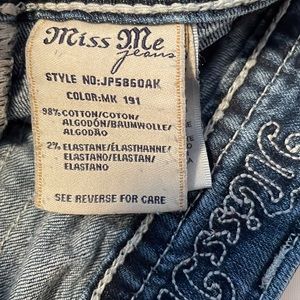 Miss Me
jeans
STYLE NO:JP5860AK
COLOR:MK 191
98% COTTON/COTON/
ALGODÓN/BAUMWOLLE/
ALGODÃO
2% ELASTANE/ÉLASTHANNE/
ELASTANO/ELASTAN/
ELASTANO
SEE REVERSE FOR CARE